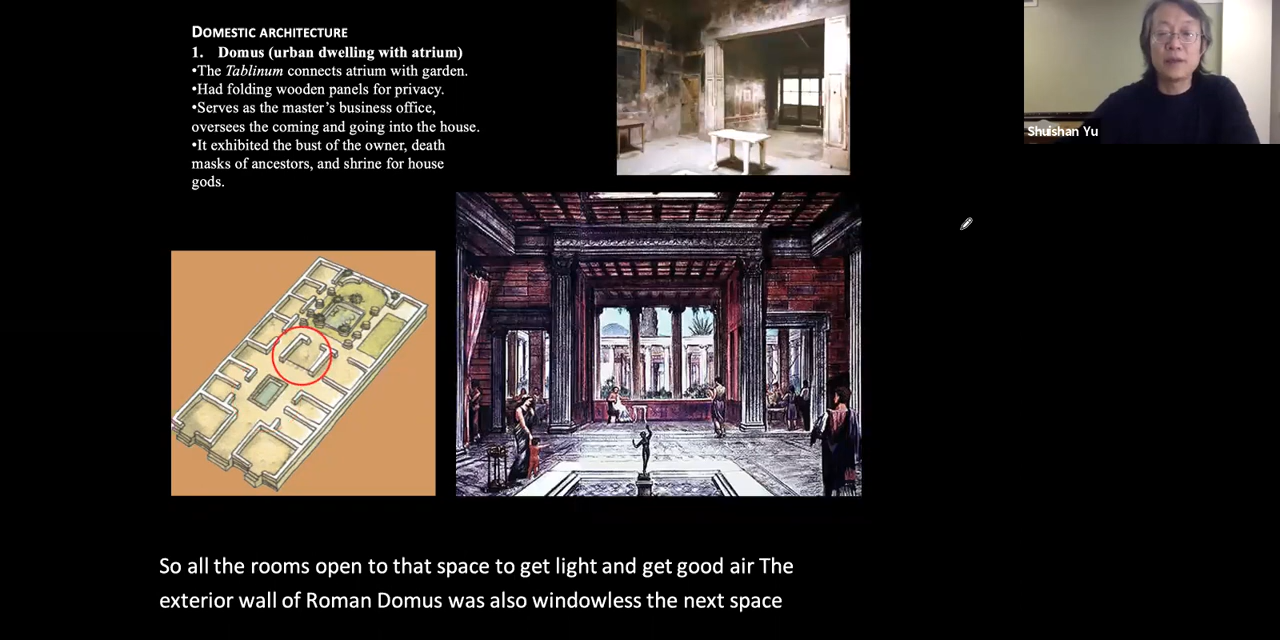 DOMESTIC ARCHITECTURE
1. Domus (urban dwelling with atrium)
•The Tablinum connects atrium with garden.
•Had folding wooden panels for privacy.
•Serves as the master's business office,
oversees the coming and going into the house.
•It exhibited the bust of the owner, death
masks of ancestors, and shrine for house
gods.
Shuishan Yu
So all the rooms open to that space to get light and get good air The
exterior wall of Roman Domus was also windowless the next space